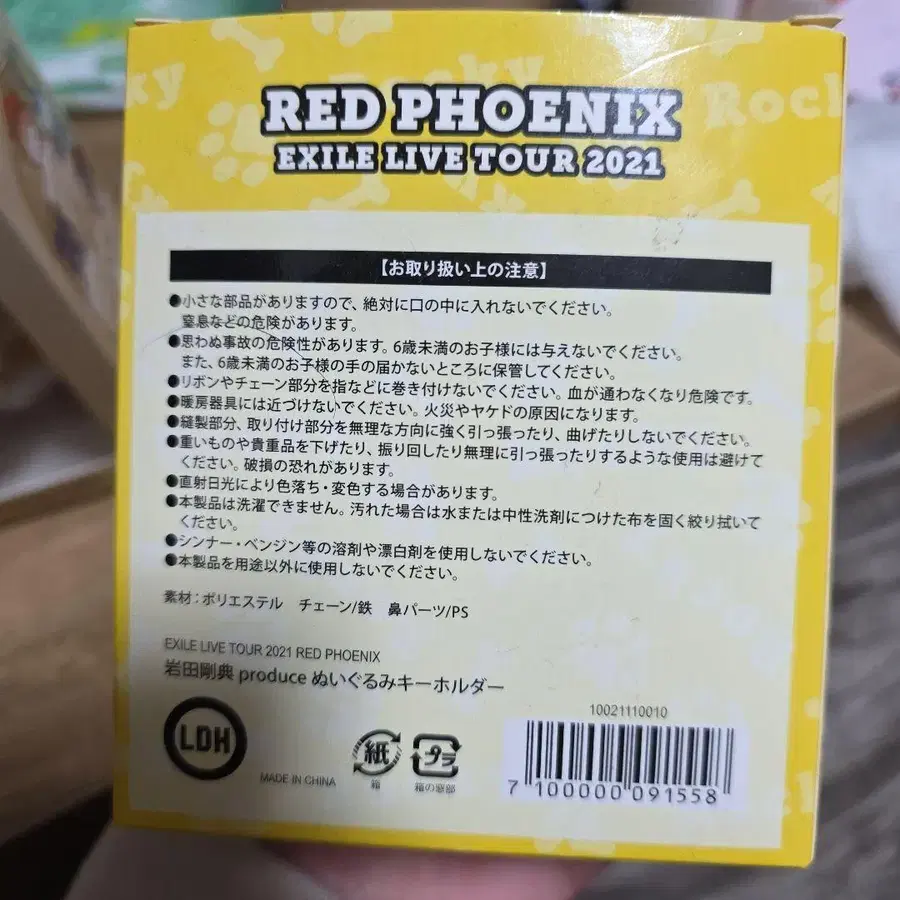 Rocky
Rocky
RED PHOENIX
EXILE LIVE TOUR 2021
【お取り扱い上の注意】
●小さな部品がありますので、絶対に口の中に入れないでください。
窒息などの危険があります。
●思わぬ事故の危険性があります。6歳未満のお子様には与えないでください。
また、6歳未満のお子様の手の届かないところに保管してください。
●リボンやチェーン部分を指などに巻き付けないでください。血が通わなくなり危険です。
●暖房器具には近づけないでください。火災やヤケドの原因になります。
●縫製部分、取り付け部分を無理な方向に強く引っ張ったり、曲げたりしないでください。
●重いものや貴重品を下げたり、振り回したり無理に引っ張ったりするような使用は避けて
ください。破損の恐れがあります。
●直射日光により色落ち・変色する場合があります。
●本製品は洗濯できません。汚れた場合は水または中性洗剤につけた布を固く絞り拭いて
ください。
●シンナー・ベンジン等の溶剤や漂白剤を使用しないでください。
●本製品を用途以外に使用しないでください。
素材：ポリエステル チェーン/鉄 鼻パーツ/PS
EXILE LIVE TOUR 2021 RED PHOENIX
岩田剛典 produce ぬいぐるみキーホルダー
LDH
MADE IN CHINA
紙
箱
プラ
箱の窓部
10021110010
7 100000 091558